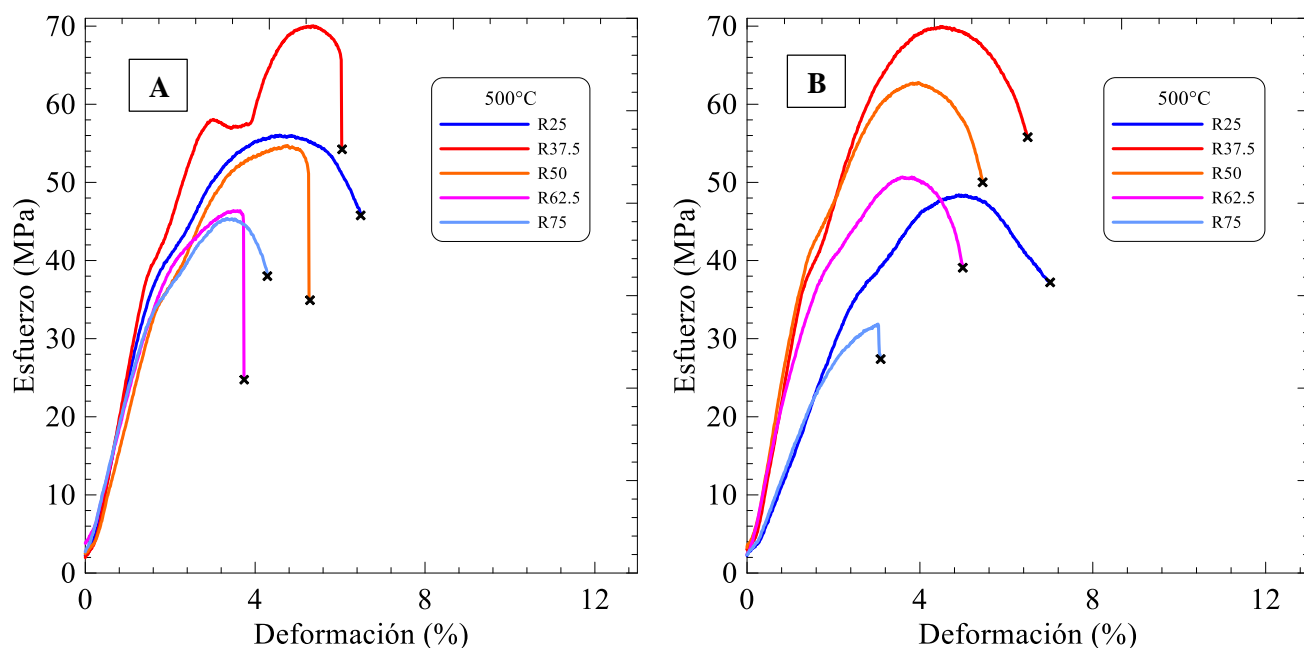 A
500°C
R25
R37.5
R50
R62.5
R75
Esfuerzo (MPa)
70
60
50
40
30
20
10
0
0 4 8 12
Deformación (%)
B
500°C
R25
R37.5
R50
R62.5
R75
Esfuerzo (MPa)
70
60
50
40
30
20
10
0
0 4 8 12
Deformación (%)